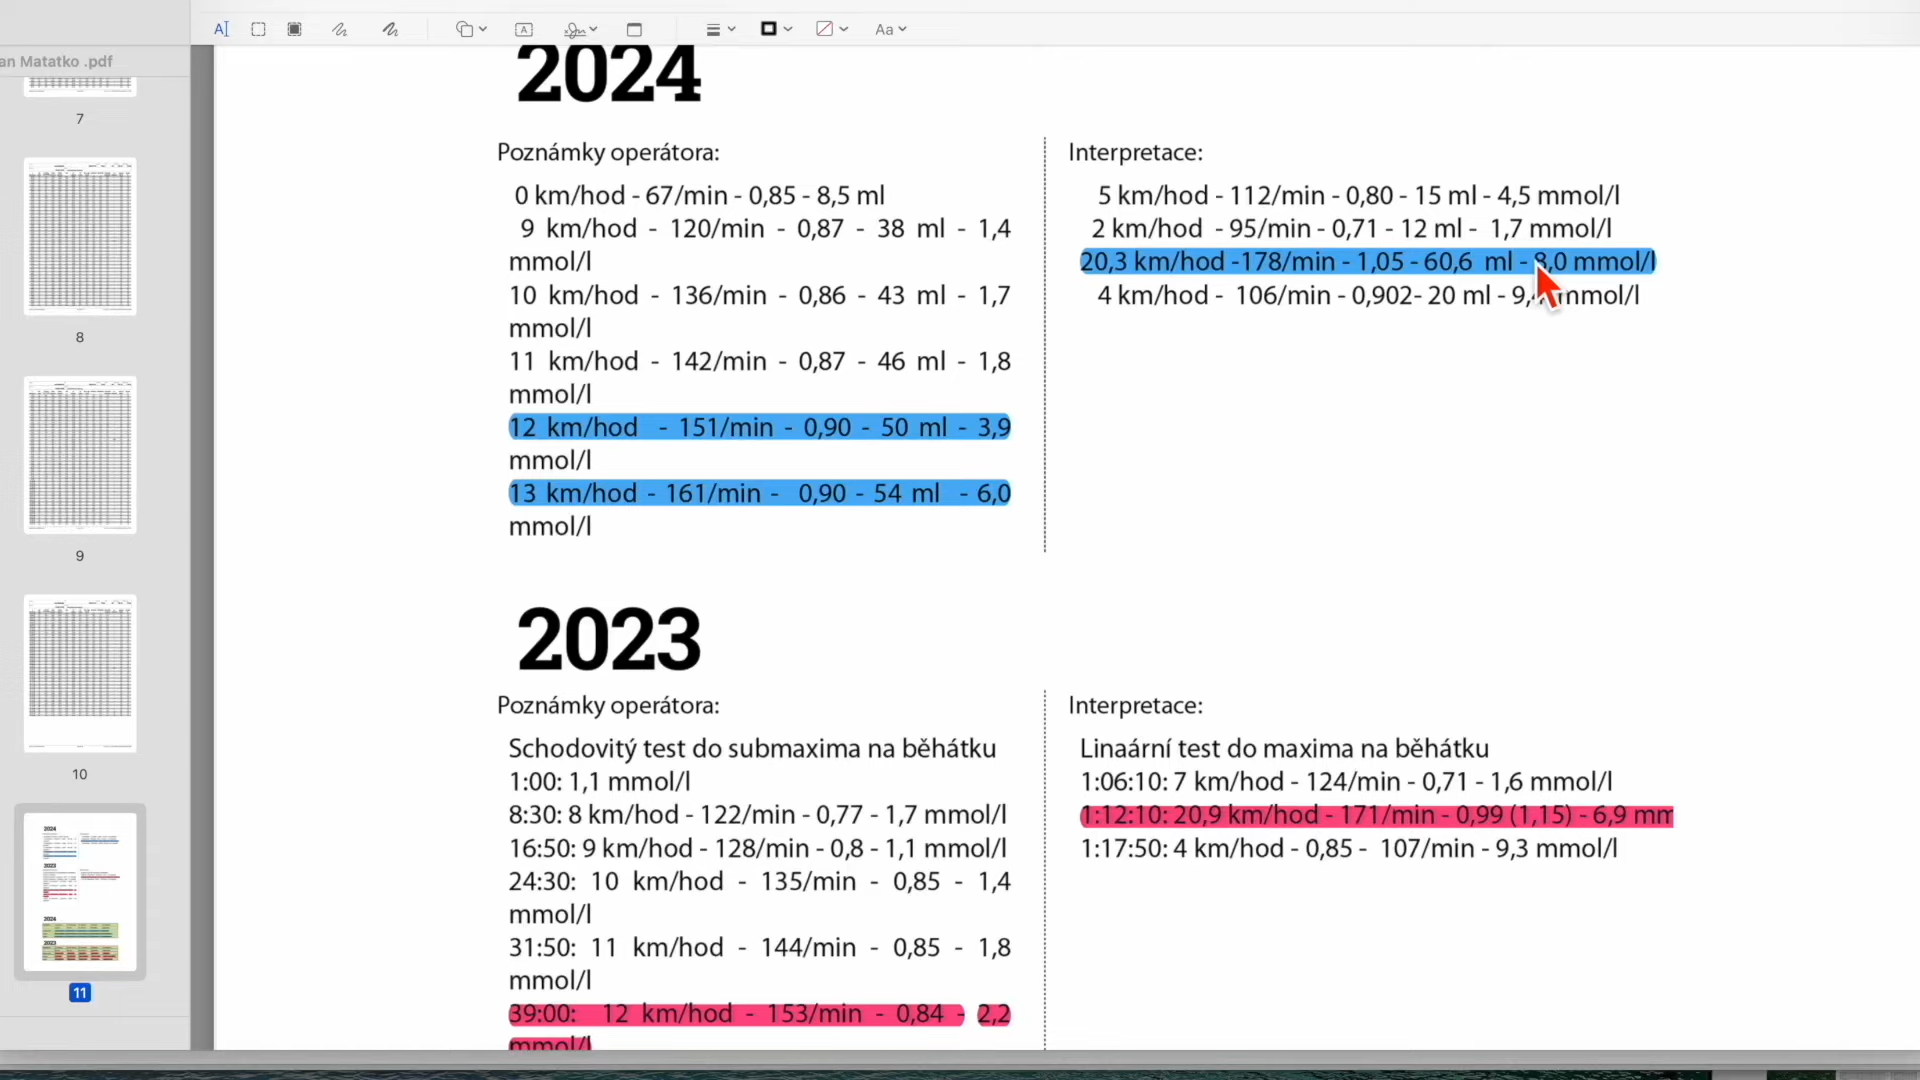 Aa
an Matatko .pdf
7
8
9
10
11
2024
Poznámky operátora:
0 km/hod - 67/min - 0,85 - 8,5 ml
9 km/hod - 120/min - 0,87 - 38 ml - 1,4
mmol/l
10 km/hod - 136/min - 0,86 - 43 ml - 1,7
mmol/l
11 km/hod - 142/min - 0,87 - 46 ml - 1,8
mmol/l
12 km/hod - 151/min - 0,90 - 50 ml - 3,9
mmol/l
13 km/hod - 161/min - 0,90 - 54 ml - 6,0
mmol/l
Interpretace:
5 km/hod - 112/min - 0,80 - 15 ml - 4,5 mmol/l
2 km/hod - 95/min - 0,71 - 12 ml - 1,7 mmol/l
20,3 km/hod -178/min - 1,05 - 60,6 ml - 8,0 mmol/l
4 km/hod - 106/min - 0,902- 20 ml - mmol/l
2023
Poznámky operátora:
Schodovitý test do submaxima na běhátku
1:00: 1,1 mmol/l
8:30: 8 km/hod - 122/min - 0,77 - 1,7 mmol/l
16:50: 9 km/hod - 128/min - 0,8 - 1,1 mmol/l
24:30: 10 km/hod - 135/min - 0,85 - 1,4
mmol/l
31:50: 11 km/hod - 144/min - 0,85 - 1,8
mmol/l
39:00: 12 km/hod - 153/min - 0,84 - 2,2
mmol/l
Interpretace:
Linaární test do maxima na běhátku
1:06:10: 7 km/hod - 124/min - 0,71 - 1,6 mmol/l
1:12:10: 20,9 km/hod - 171/min - 0,99 (1,15) - 6,9 mm
1:17:50: 4 km/hod - 0,85 - 107/min - 9,3 mmol/l